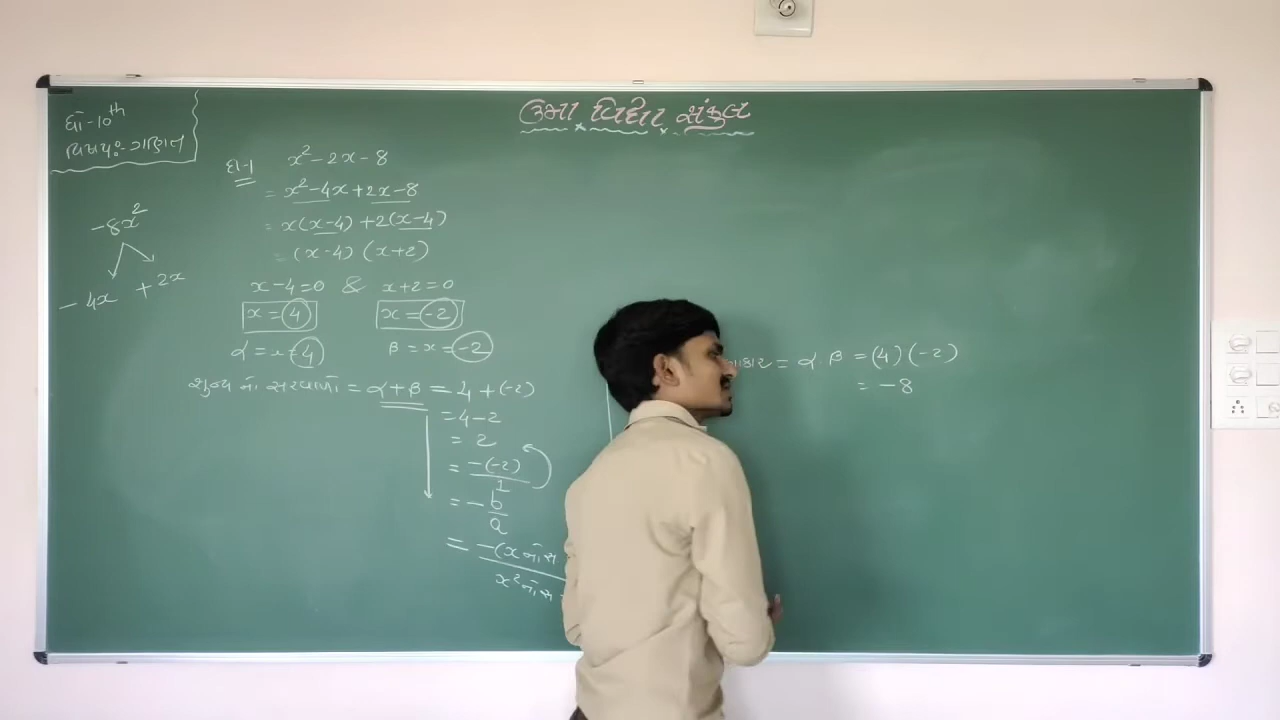 ઉમા વિદ્યા સંકુલ
ધો-10th
વિષય:- ગણિત
-8x²
-4x +2x
દા-1 x²-2x-8
= x²-4x+2x-8
= x(x-4) +2(x-4)
= (x-4) (x+2)
x-4=0 & x+2=0
x=4 x=-2
α=x=4 β=x=-2
શૂન્ય નો સરવાળો = α+β = 4+(-2)
= 4-2
= 2
= -(-2)/1
= -b/a
= -(x નો સ
x² નો સ
= α.β = (4)(-2)
= -8